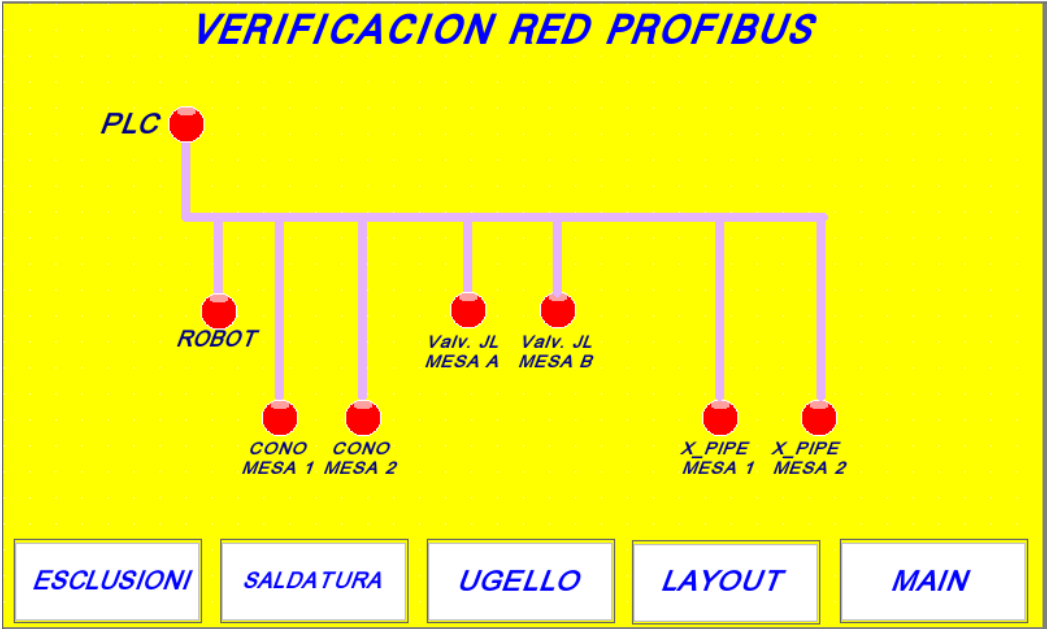 VERIFICACION RED PROFIBUS
PLC
ROBOT
Valv. JL
MESA A
Valv. JL
MESA B
CONO
MESA 1
CONO
MESA 2
X_PIPE
MESA 1
X_PIPE
MESA 2
ESCLUSIONI
SALDATURA
UGELLO
LAYOUT
MAIN